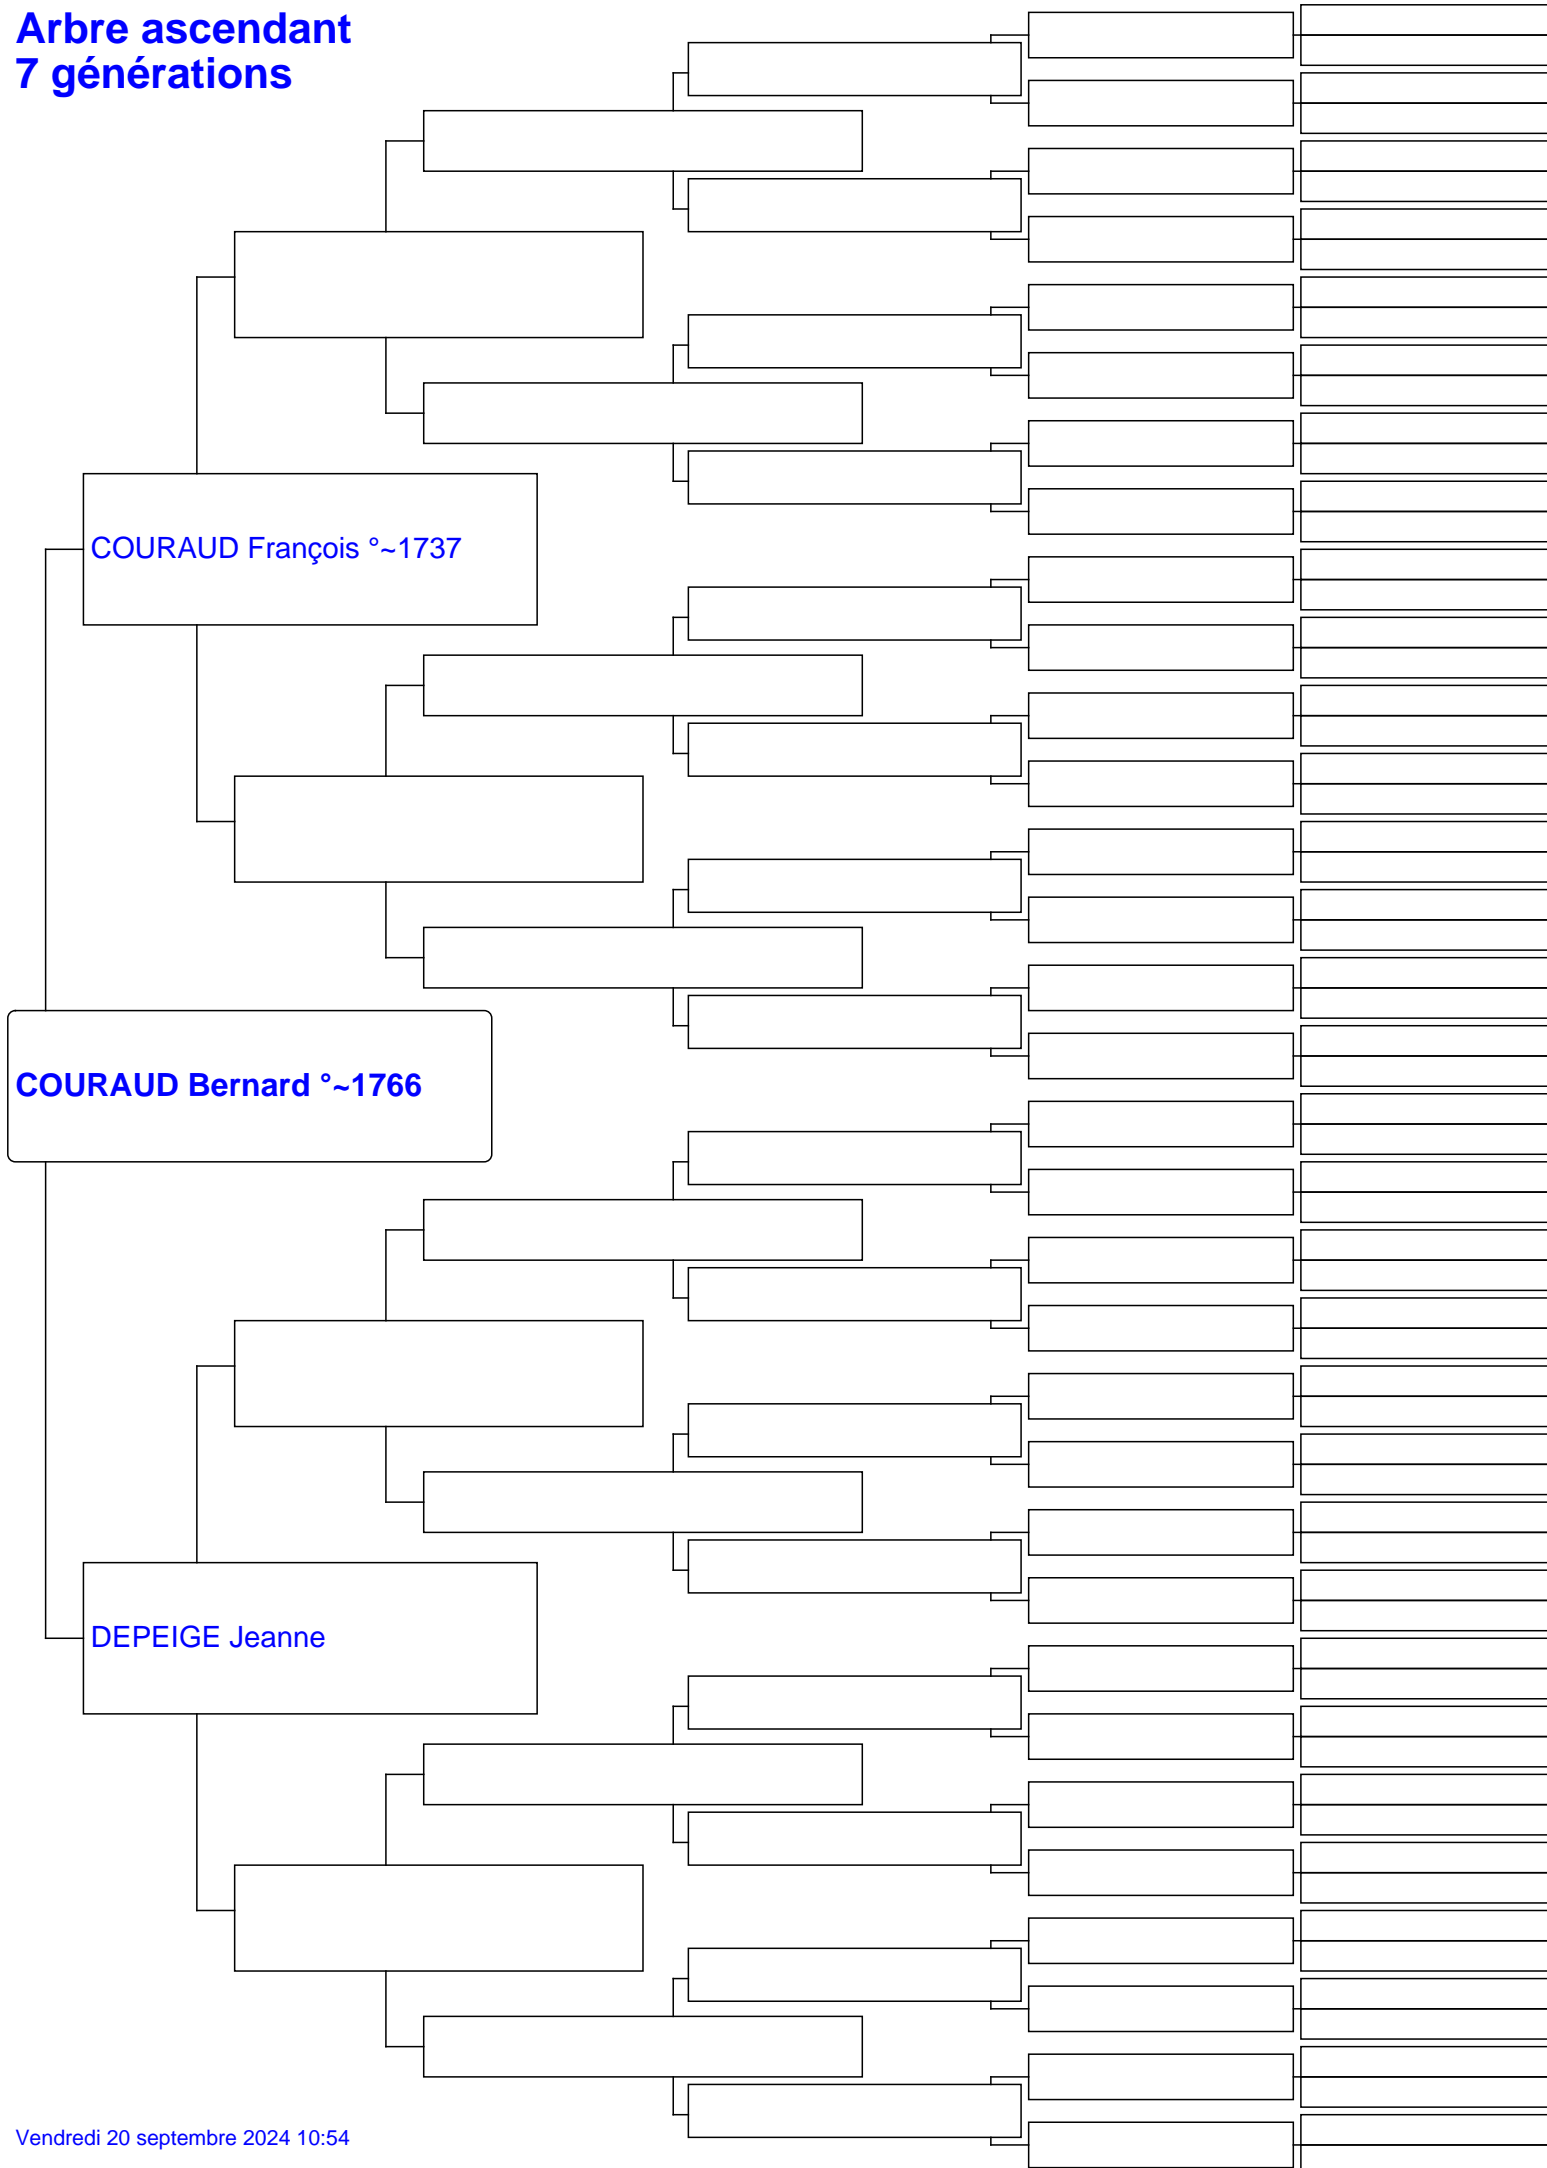 Arbre ascendant
7 générations
COURAUD François °~1737
COURAUD Bernard °~1766
DEPEIGE Jeanne
Vendredi 20 septembre 2024 10:54